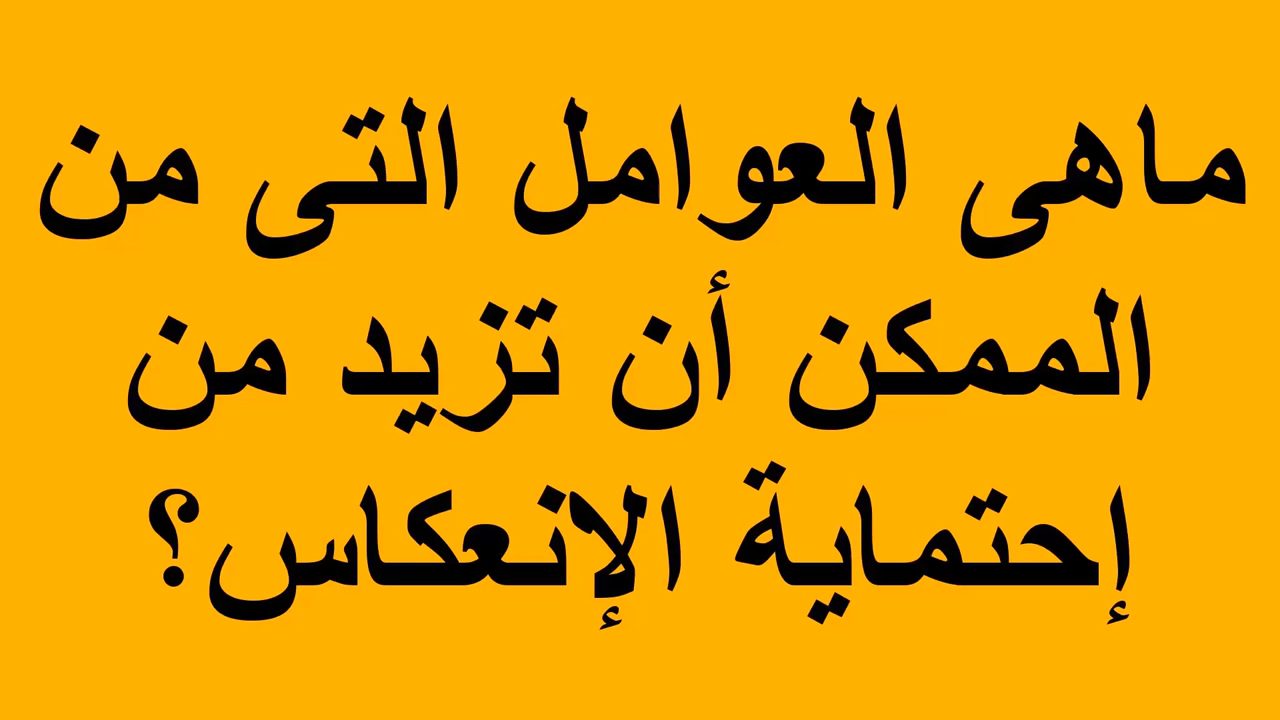 ماهى العوامل التى من
الممكن أن تزيد من
إحتماية الإنعكاس؟